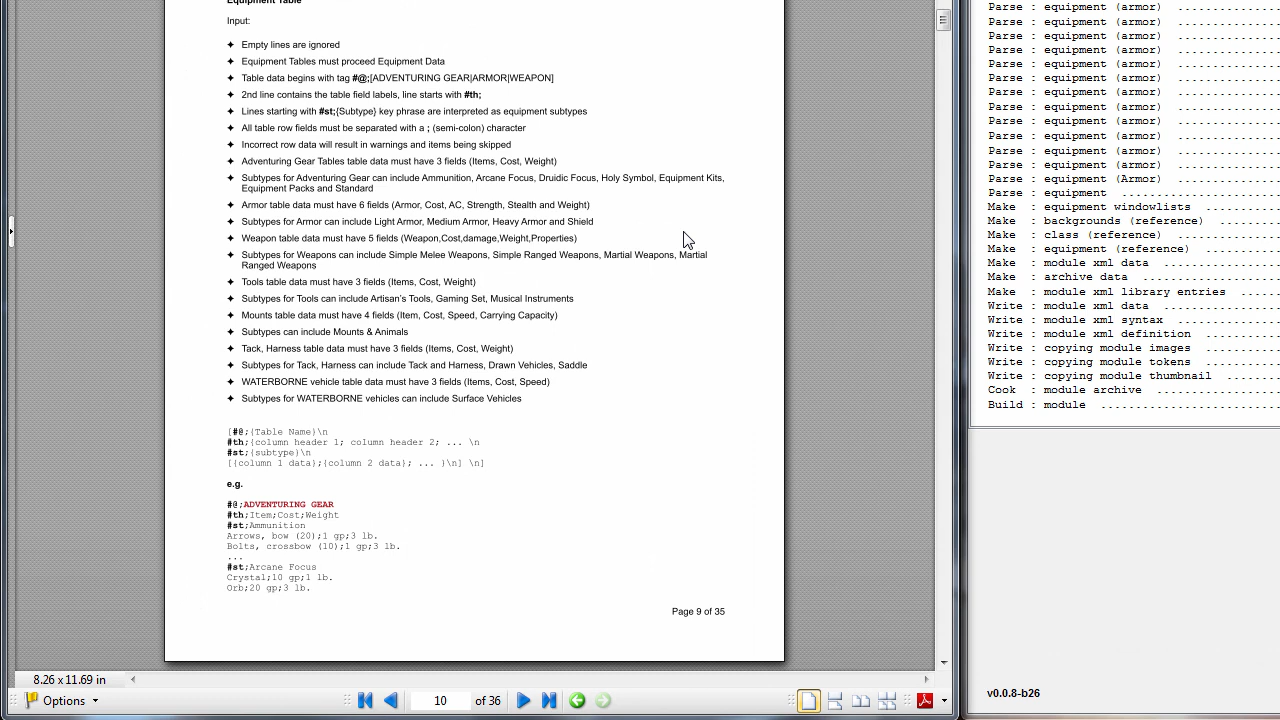 Equipment Table
Input:
✦ Empty lines are ignored
✦ Equipment Tables must proceed Equipment Data
✦ Table data begins with tag #@;[ADVENTURING GEAR|ARMOR|WEAPON]
✦ 2nd line contains the table field labels, line starts with #th;
✦ Lines starting with #st;{Subtype} key phrase are interpreted as equipment subtypes
✦ All table row fields must be separated with a ; (semi-colon) character
✦ Incorrect row data will result in warnings and items being skipped
✦ Adventuring Gear Tables table data must have 3 fields (Items, Cost, Weight)
✦ Subtypes for Adventuring Gear can include Ammunition, Arcane Focus, Druidic Focus, Holy Symbol, Equipment Kits,
Equipment Packs and Standard
✦ Armor table data must have 6 fields (Armor, Cost, AC, Strength, Stealth and Weight)
✦ Subtypes for Armor can include Light Armor, Medium Armor, Heavy Armor and Shield
✦ Weapon table data must have 5 fields (Weapon,Cost,damage,Weight,Properties)
✦ Subtypes for Weapons can include Simple Melee Weapons, Simple Ranged Weapons, Martial Weapons, Martial
Ranged Weapons
✦ Tools table data must have 3 fields (Items, Cost, Weight)
✦ Subtypes for Tools can include Artisan's Tools, Gaming Set, Musical Instruments
✦ Mounts table data must have 4 fields (Item, Cost, Speed, Carrying Capacity)
✦ Subtypes can include Mounts & Animals
✦ Tack, Harness table data must have 3 fields (Items, Cost, Weight)
✦ Subtypes for Tack, Harness can include Tack and Harness, Drawn Vehicles, Saddle
✦ WATERBORNE vehicle table data must have 3 fields (Items, Cost, Speed)
✦ Subtypes for WATERBORNE vehicles can include Surface Vehicles
[#@;{Table Name}\n
#th;{column header 1; column header 2; ... \n
#st;{subtype}\n
[{column 1 data};{column 2 data}; ... }\n] \n]
e.g.
#@;ADVENTURING GEAR
#th;Item;Cost;Weight
#st;Ammunition
Arrows, bow (20);1 gp;3 lb.
Bolts, crossbow (10);1 gp;3 lb.
...
#st;Arcane Focus
Crystal;10 gp;1 lb.
Orb;20 gp;3 lb.
Page 9 of 35
8.26 x 11.69 in
Options
10 of 36
Parse : equipment (armor) ..............
Parse : equipment (armor) ..............
Parse : equipment (armor) ..............
Parse : equipment (armor) ..............
Parse : equipment (armor) ..............
Parse : equipment (armor) ..............
Parse : equipment (armor) ..............
Parse : equipment (armor) ..............
Parse : equipment (armor) ..............
Parse : equipment (armor) ..............
Parse : equipment (armor) ..............
Parse : equipment (armor) ..............
Parse : equipment (Armor) ..............
Parse : equipment ......................
Make : equipment windowlists ..........
Make : backgrounds (reference) ........
Make : class (reference) ..............
Make : equipment (reference) ..........
Make : module xml data ................
Make : archive data ...................
Make : module xml library entries .....
Write : module xml data ................
Write : module xml syntax ..............
Write : module xml definition ..........
Write : copying module images ..........
Write : copying module tokens ..........
Write : copying module thumbnail .......
Cook : module archive .................
Build : module .........................
v0.0.8-b26